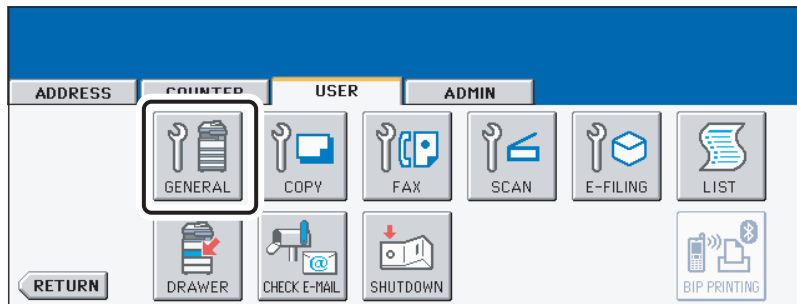 ADDRESS COUNTER USER ADMIN
GENERAL COPY FAX SCAN E-FILING LIST
@
RETURN DRAWER CHECK E-MAIL SHUTDOWN BIP PRINTING